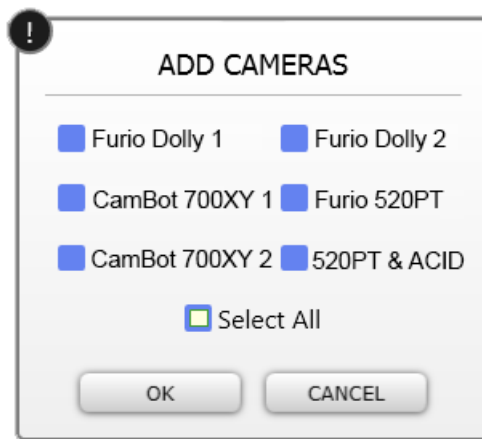 !
ADD CAMERAS
Furio Dolly 1 Furio Dolly 2
CamBot 700XY 1 Furio 520PT
CamBot 700XY 2 520PT & ACID
Select All
OK CANCEL